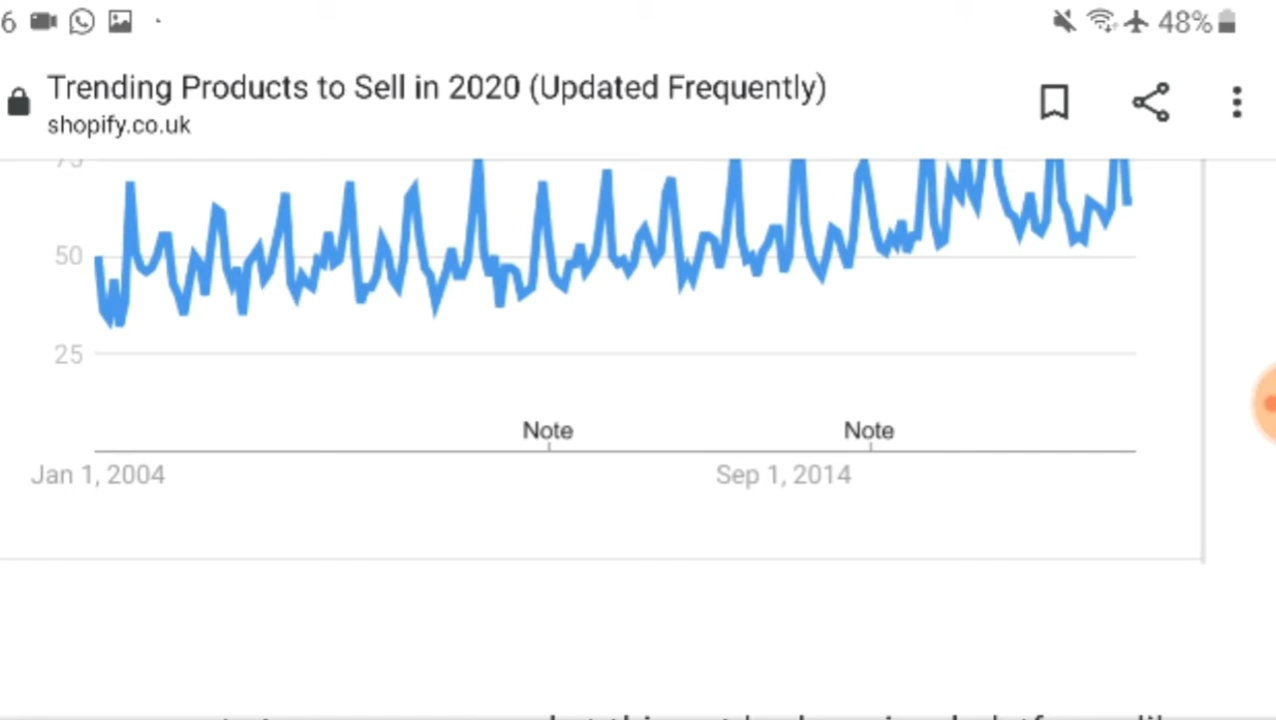 6 48%
Trending Products to Sell in 2020 (Updated Frequently)
shopify.co.uk
75
50
25
Note Note
Jan 1, 2004 Sep 1, 2014